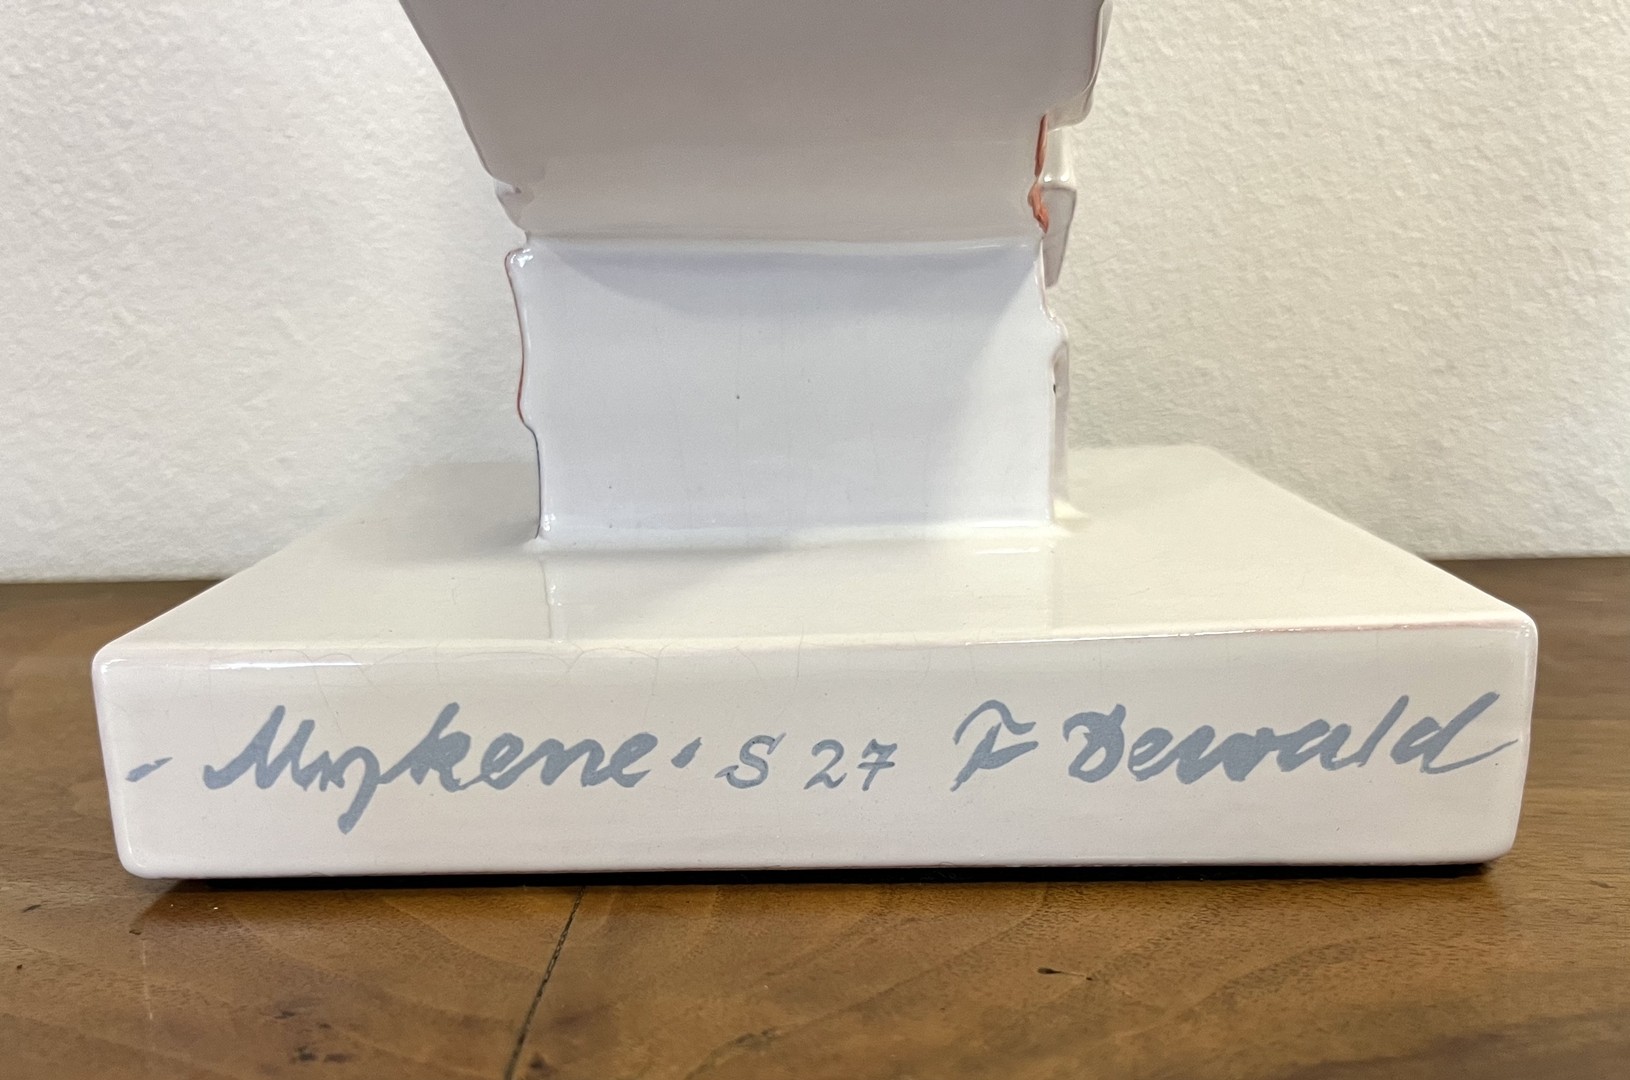 - Mykene · S 27 F Dewald